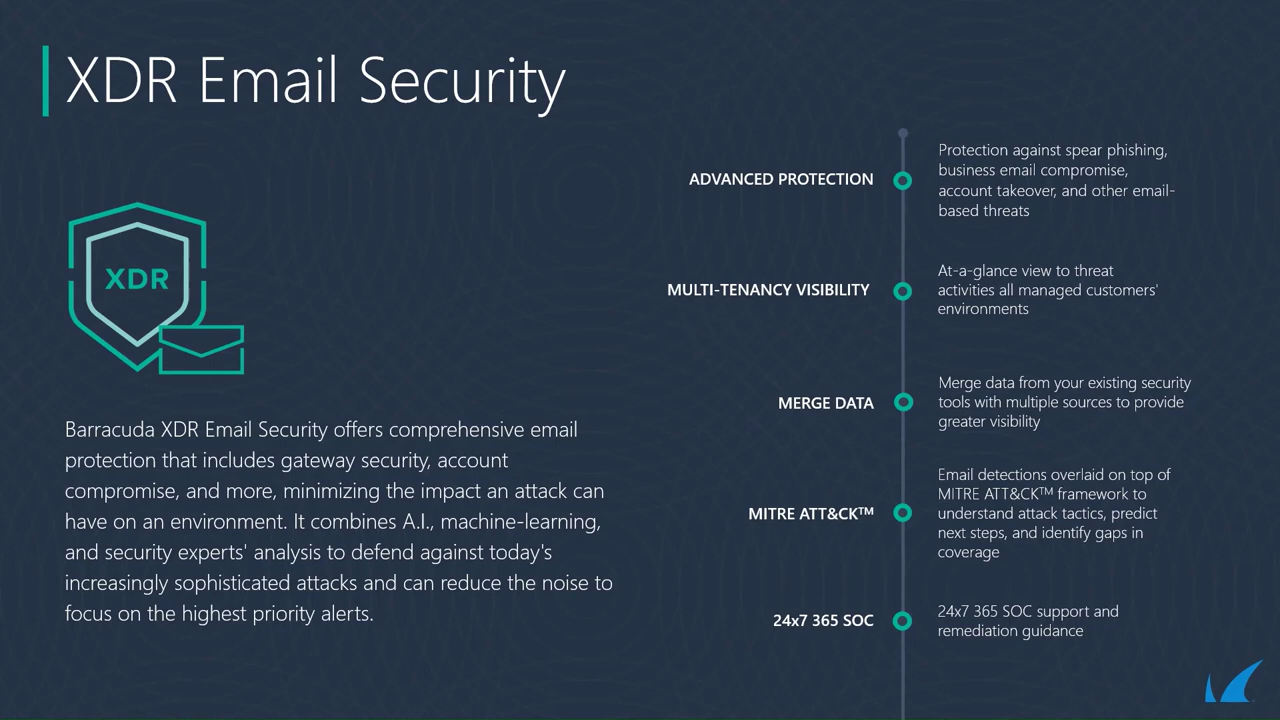 XDR Email Security
XDR
Barracuda XDR Email Security offers comprehensive email
protection that includes gateway security, account
compromise, and more, minimizing the impact an attack can
have on an environment. It combines A.I., machine-learning,
and security experts' analysis to defend against today's
increasingly sophisticated attacks and can reduce the noise to
focus on the highest priority alerts.
ADVANCED PROTECTION
Protection against spear phishing,
business email compromise,
account takeover, and other email-
based threats
MULTI-TENANCY VISIBILITY
At-a-glance view to threat
activities all managed customers'
environments
MERGE DATA
Merge data from your existing security
tools with multiple sources to provide
greater visibility
MITRE ATT&CK™
Email detections overlaid on top of
MITRE ATT&CK™ framework to
understand attack tactics, predict
next steps, and identify gaps in
coverage
24x7 365 SOC
24x7 365 SOC support and
remediation guidance